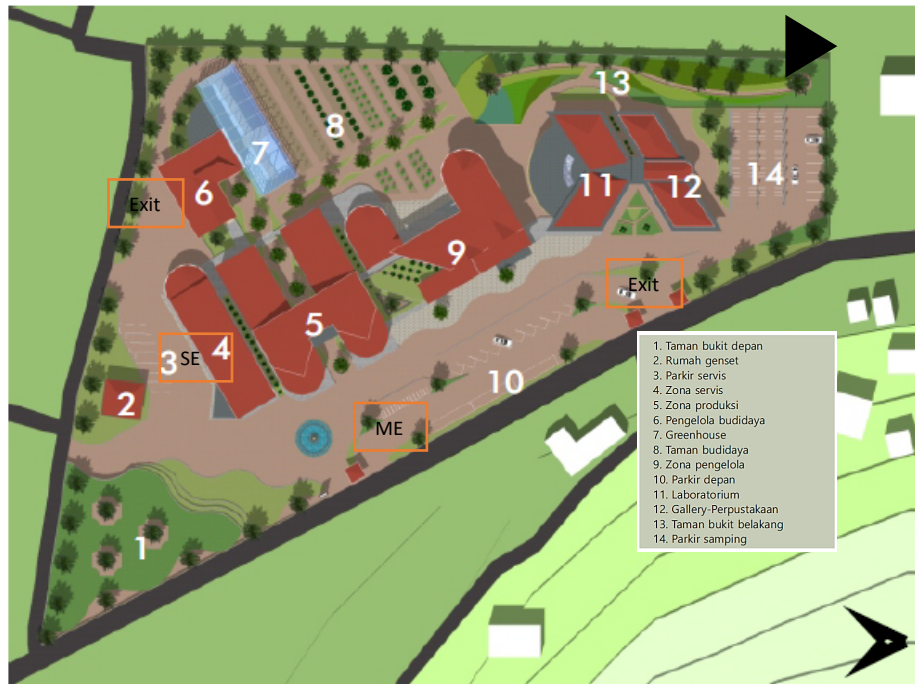 13
8
7
14
6
11
12
Exit
9
Exit
5
3
SE
4
10
2
ME
1
1. Taman bukit depan
2. Rumah genset
3. Parkir servis
4. Zona servis
5. Zona produksi
6. Pengelola budidaya
7. Greenhouse
8. Taman budidaya
9. Zona pengelola
10. Parkir depan
11. Laboratorium
12. Gallery-Perpustakaan
13. Taman bukit belakang
14. Parkir samping